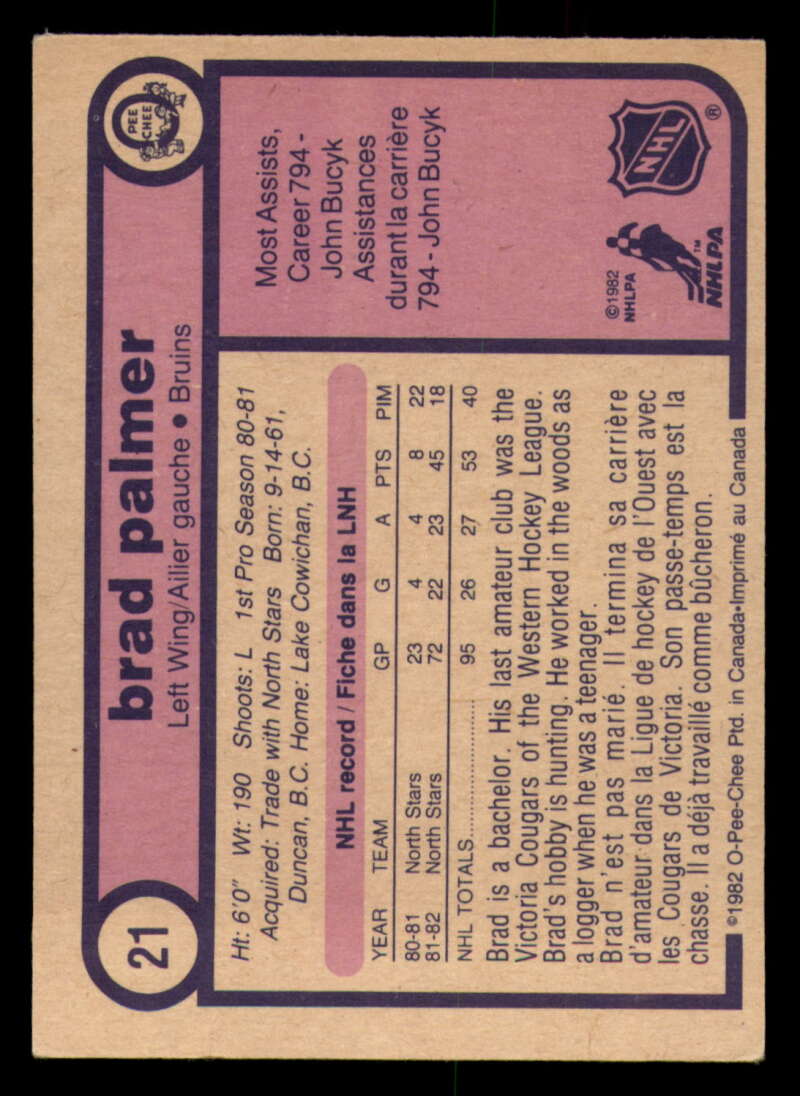 21
brad palmer
Left Wing/Ailier gauche • Bruins
O
PEE
CHEE
Ht: 6'0" Wt: 190 Shoots: L 1st Pro Season 80-81
Acquired: Trade with North Stars Born: 9-14-61,
Duncan, B.C. Home: Lake Cowichan, B.C.
NHL record / Fiche dans la LNH
YEAR TEAM GP G A PTS PIM
80-81 North Stars 23 4 4 8 22
81-82 North Stars 72 22 23 45 18
NHL TOTALS.................... 95 26 27 53 40
Brad is a bachelor. His last amateur club was the
Victoria Cougars of the Western Hockey League.
Brad's hobby is hunting. He worked in the woods as
a logger when he was a teenager.
Brad n'est pas marié. Il termina sa carrière
d'amateur dans la Ligue de hockey de l'Ouest avec
les Cougars de Victoria. Son passe-temps est la
chasse. Il a déjà travaillé comme bûcheron.
©1982 O-Pee-Chee Ptd. in Canada•Imprimé au Canada
Most Assists,
Career 794 -
John Bucyk
Assistances
durant la carrière
794 - John Bucyk
©1982
NHLPA
NHLPA
TM
NHL
®